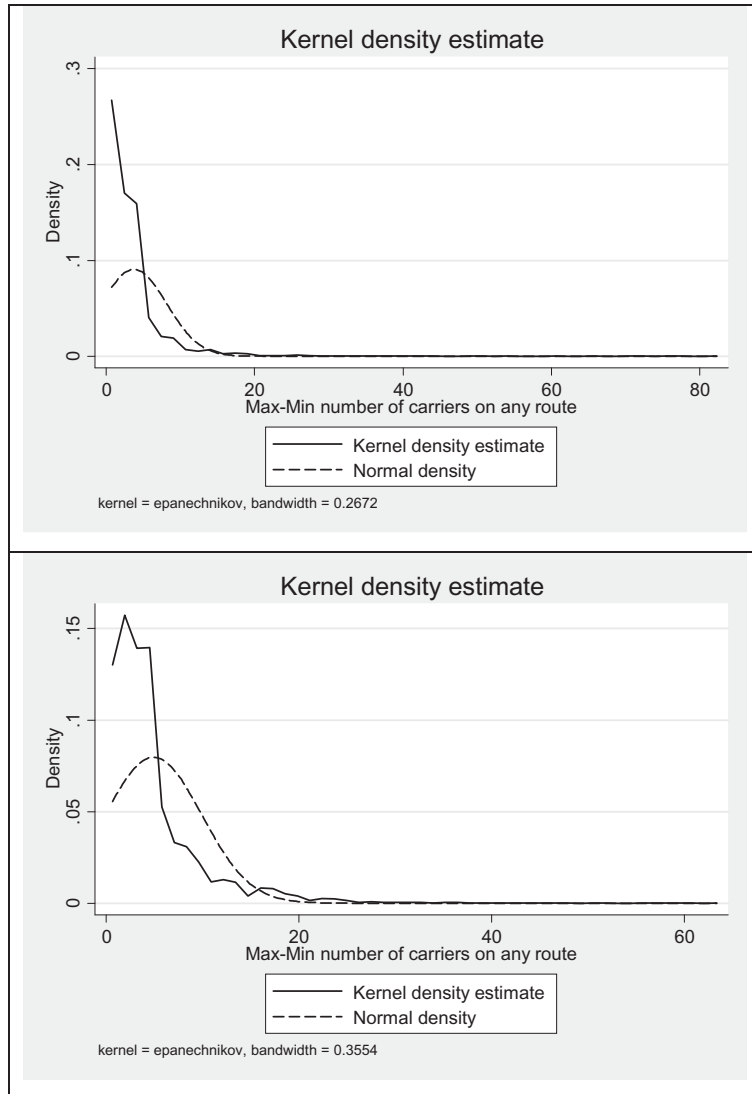 Kernel density estimate
.3
.2
.1
0
Density
0 20 40 60 80
Max-Min number of carriers on any route
Kernel density estimate
Normal density
kernel = epanechnikov, bandwidth = 0.2672
Kernel density estimate
.15
.1
.05
0
Density
0 20 40 60
Max-Min number of carriers on any route
Kernel density estimate
Normal density
kernel = epanechnikov, bandwidth = 0.3554